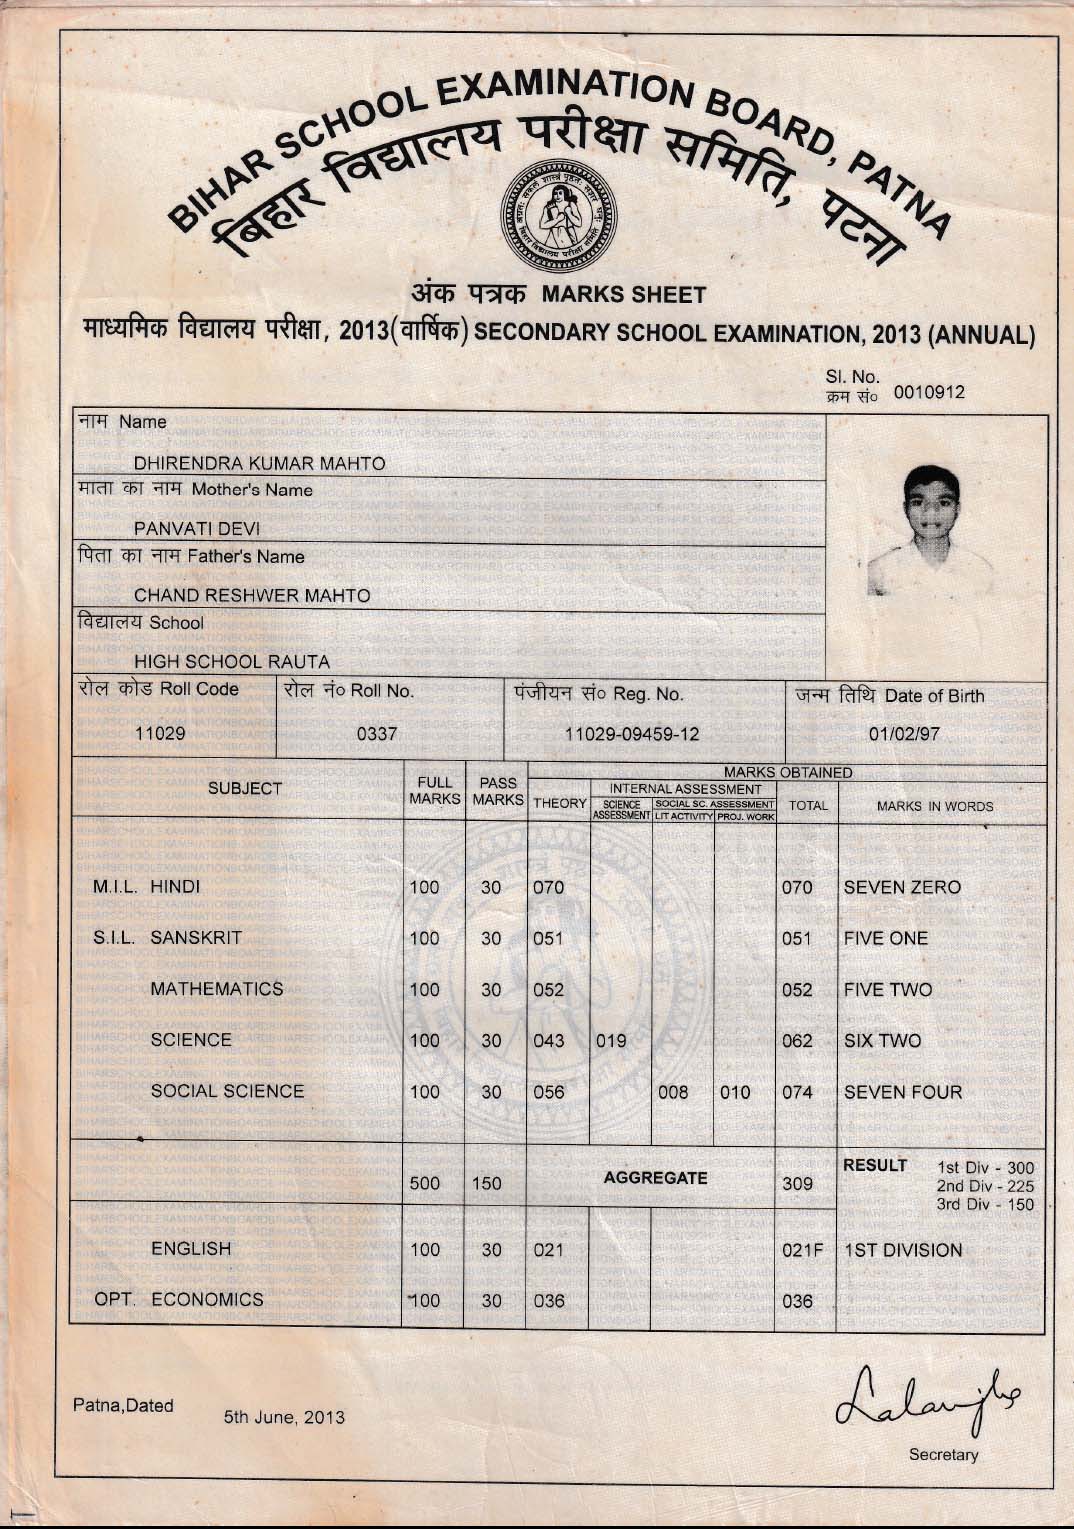 BIHAR SCHOOL EXAMINATION BOARD, PATNA
बिहार विद्यालय परीक्षा समिति, पटना
अंक पत्रक MARKS SHEET
माध्यमिक विद्यालय परीक्षा, 2013(वार्षिक) SECONDARY SCHOOL EXAMINATION, 2013 (ANNUAL)
Sl. No.
क्रम सं० 0010912
नाम Name
DHIRENDRA KUMAR MAHTO
माता का नाम Mother's Name
PANVATI DEVI
पिता का नाम Father's Name
CHAND RESHWER MAHTO
विद्यालय School
HIGH SCHOOL RAUTA
रोल कोड Roll Code रोल नं० Roll No. पंजीयन सं० Reg. No. जन्म तिथि Date of Birth
11029 0337 11029-09459-12 01/02/97
SUBJECT FULL MARKS PASS MARKS MARKS OBTAINED
THEORY INTERNAL ASSESSMENT TOTAL MARKS IN WORDS
SCIENCE ASSESSMENT SOCIAL SC. ASSESSMENT
LIT ACTIVITY PROJ. WORK
M.I.L. HINDI 100 30 070 070 SEVEN ZERO
S.I.L. SANSKRIT 100 30 051 051 FIVE ONE
MATHEMATICS 100 30 052 052 FIVE TWO
SCIENCE 100 30 043 019 062 SIX TWO
SOCIAL SCIENCE 100 30 056 008 010 074 SEVEN FOUR
500 150 AGGREGATE 309 RESULT 1st Div - 300
2nd Div - 225
3rd Div - 150
ENGLISH 100 30 021 021F 1ST DIVISION
OPT. ECONOMICS 100 30 036 036
Patna,Dated 5th June, 2013
Secretary